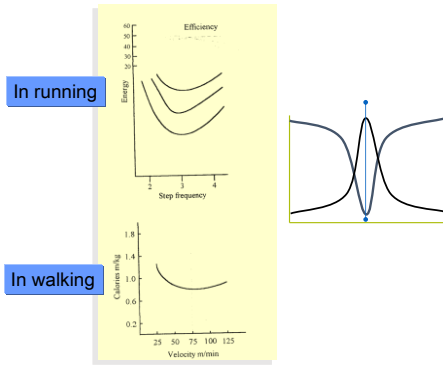 Efficiency
60
50
40
30
20
Energy
In running
2 3 4
Step frequency
1.8
1.4
1.0
0.6
0.2
Calories m/kg
In walking
25 50 75 100 125
Velocity m/min